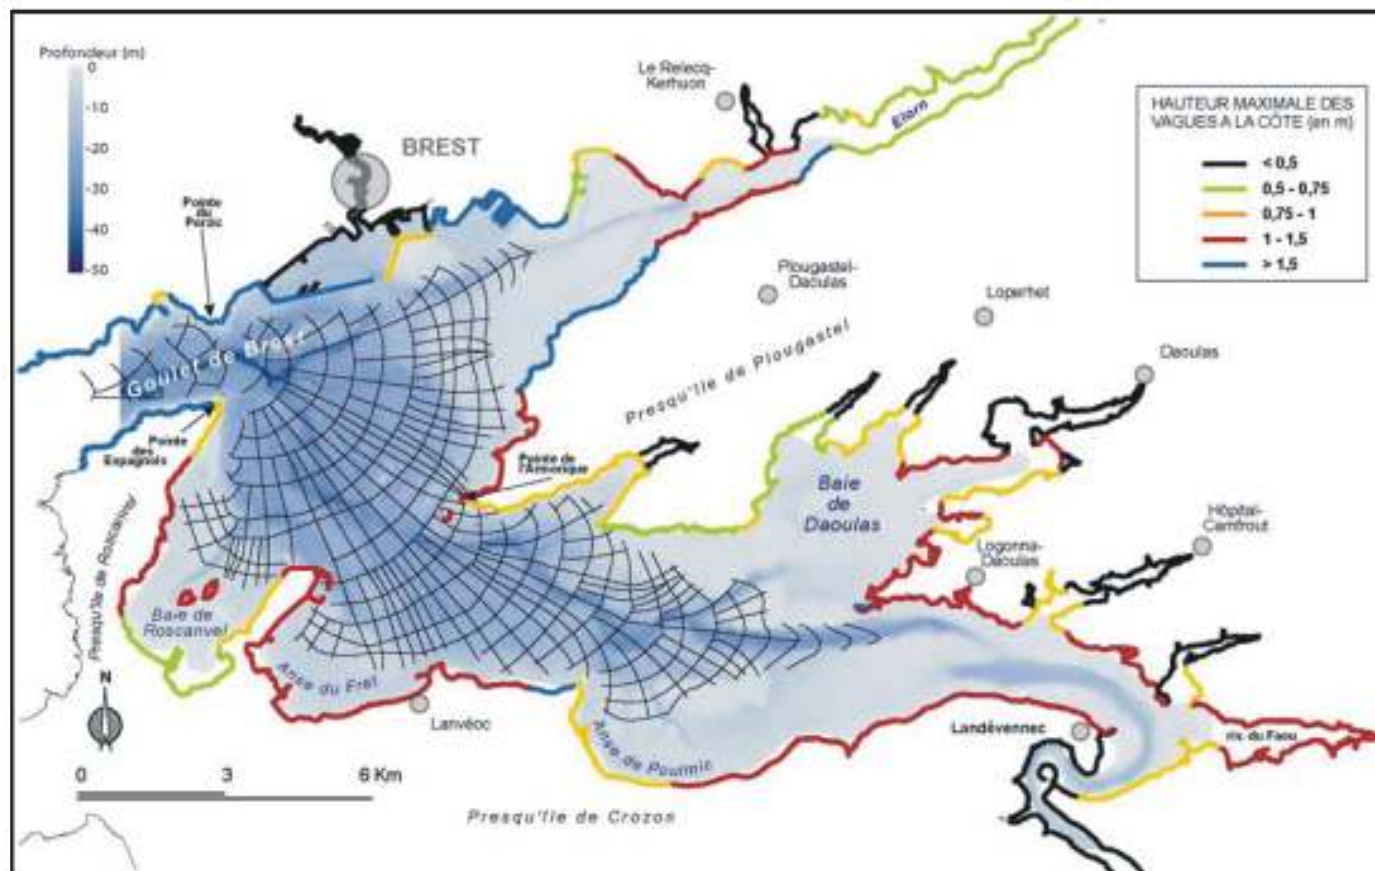 Profondeur (m)
0
-10
-20
-30
-40
-50
Le Relecq-
Kerhuon
Elorn
HAUTEUR MAXIMALE DES
VAGUES A LA CÔTE (en m)
< 0,5
0,5 - 0,75
0,75 - 1
1 - 1,5
> 1,5
BREST
Pointe
du
Plougastel-
Daoulas
Loperhet
Daoulas
Goulet de Brest
Presqu'île de Plougastel
Pointe
des
Espagnols
Pointe de
l'Armorique
Baie
de
Daoulas
Hôpital-
Camfrout
Logonna-
Daoulas
Presqu'île de Roscanvel
Baie de
Roscanvel
N
Anse du Fret
Lanvéoc
Anse de Poulmic
Landévennec
riv. du Faou
0 3 6 Km
Presqu'île de Crozon